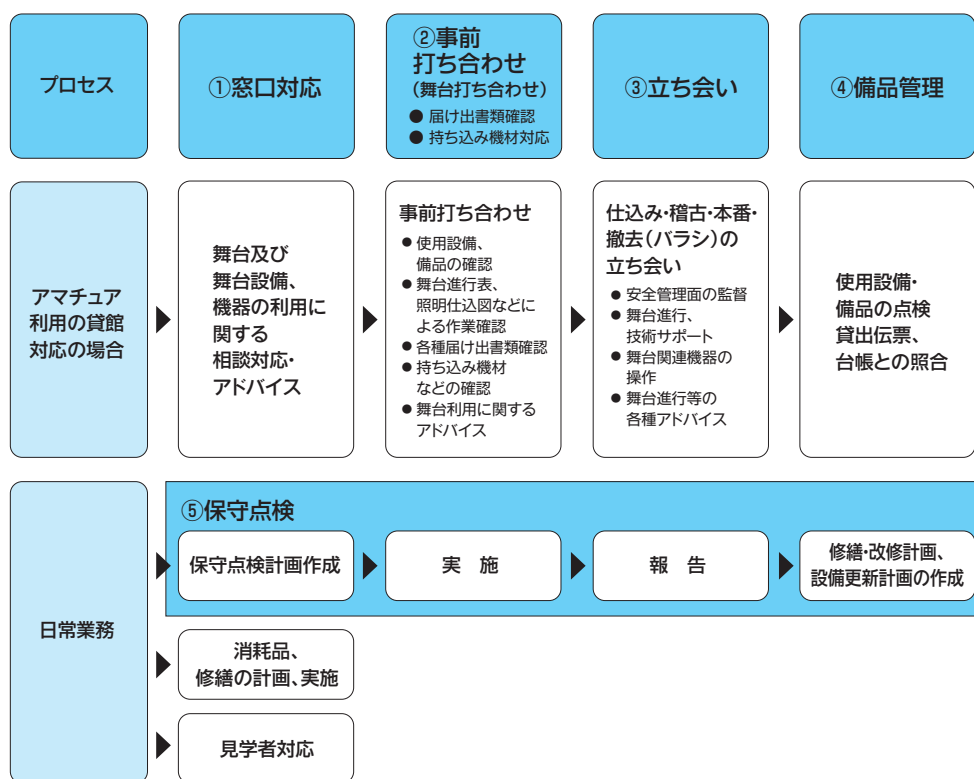 プロセス
①窓口対応
②事前
打ち合わせ
(舞台打ち合わせ)
● 届け出書類確認
● 持ち込み機材対応
③立ち会い
④備品管理
アマチュア
利用の貸館
対応の場合
舞台及び
舞台設備、
機器の利用に
関する
相談対応・
アドバイス
事前打ち合わせ
● 使用設備、
備品の確認
● 舞台進行表、
照明仕込図などに
よる作業確認
● 各種届け出書類確認
● 持ち込み機材
などの確認
● 舞台利用に関する
アドバイス
仕込み・稽古・本番・
撤去(バラシ)の
立ち会い
● 安全管理面の監督
● 舞台進行、
技術サポート
● 舞台関連機器の
操作
● 舞台進行等の
各種アドバイス
使用設備・
備品の点検
貸出伝票、
台帳との照合
日常業務
⑤保守点検
保守点検計画作成
実 施
報 告
修繕・改修計画、
設備更新計画の作成
消耗品、
修繕の計画、実施
見学者対応